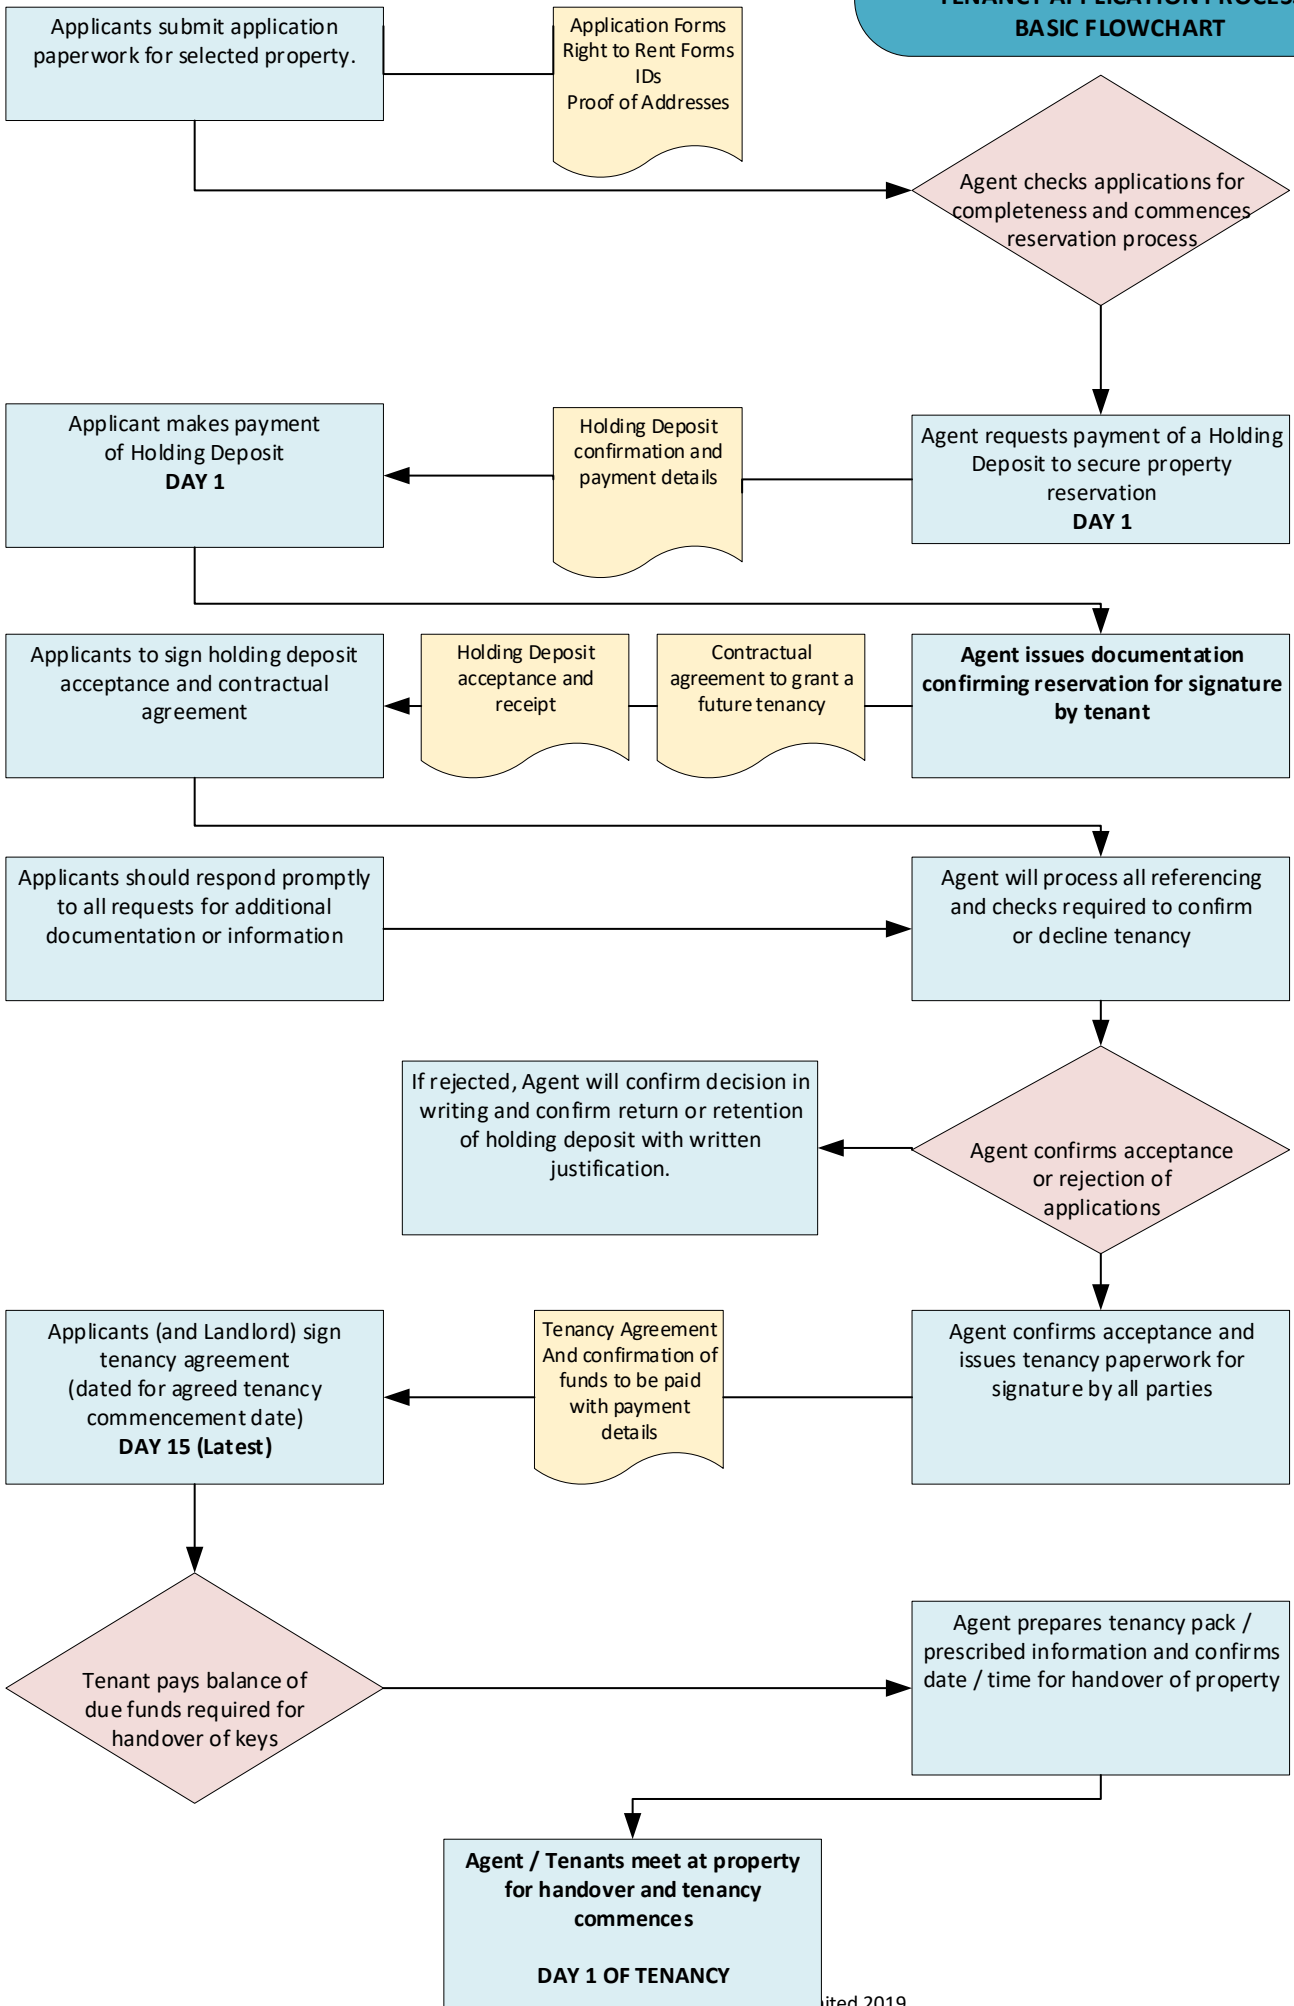 TENANCY APPLICATION PROCESS
BASIC FLOWCHART
Applicants submit application
paperwork for selected property.
Application Forms
Right to Rent Forms
IDs
Proof of Addresses
Agent checks applications for
completeness and commences
reservation process
Applicant makes payment
of Holding Deposit
DAY 1
Holding Deposit
confirmation and
payment details
Agent requests payment of a Holding
Deposit to secure property
reservation
DAY 1
Applicants to sign holding deposit
acceptance and contractual
agreement
Holding Deposit
acceptance and
receipt
Contractual
agreement to grant a
future tenancy
Agent issues documentation
confirming reservation for signature
by tenant
Applicants should respond promptly
to all requests for additional
documentation or information
Agent will process all referencing
and checks required to confirm
or decline tenancy
If rejected, Agent will confirm decision in
writing and confirm return or retention
of holding deposit with written
justification.
Agent confirms acceptance
or rejection of
applications
Applicants (and Landlord) sign
tenancy agreement
(dated for agreed tenancy
commencement date)
DAY 15 (Latest)
Tenancy Agreement
And confirmation of
funds to be paid
with payment
details
Agent confirms acceptance and
issues tenancy paperwork for
signature by all parties
Tenant pays balance of
due funds required for
handover of keys
Agent prepares tenancy pack /
prescribed information and confirms
date / time for handover of property
Agent / Tenants meet at property
for handover and tenancy
commences
DAY 1 OF TENANCY
2019